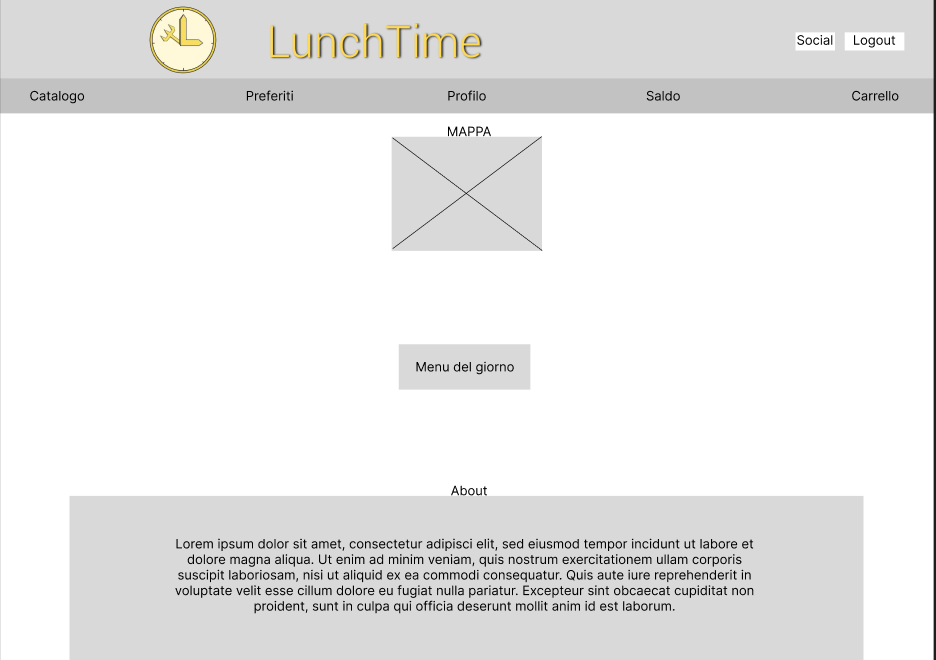 LunchTime
Social Logout
Catalogo Preferiti Profilo Saldo Carrello
MAPPA
Menu del giorno
About
Lorem ipsum dolor sit amet, consectetur adipisci elit, sed eiusmod tempor incidunt ut labore et
dolore magna aliqua. Ut enim ad minim veniam, quis nostrum exercitationem ullam corporis
suscipit laboriosam, nisi ut aliquid ex ea commodi consequatur. Quis aute iure reprehenderit in
voluptate velit esse cillum dolore eu fugiat nulla pariatur. Excepteur sint obcaecat cupiditat non
proident, sunt in culpa qui officia deserunt mollit anim id est laborum.